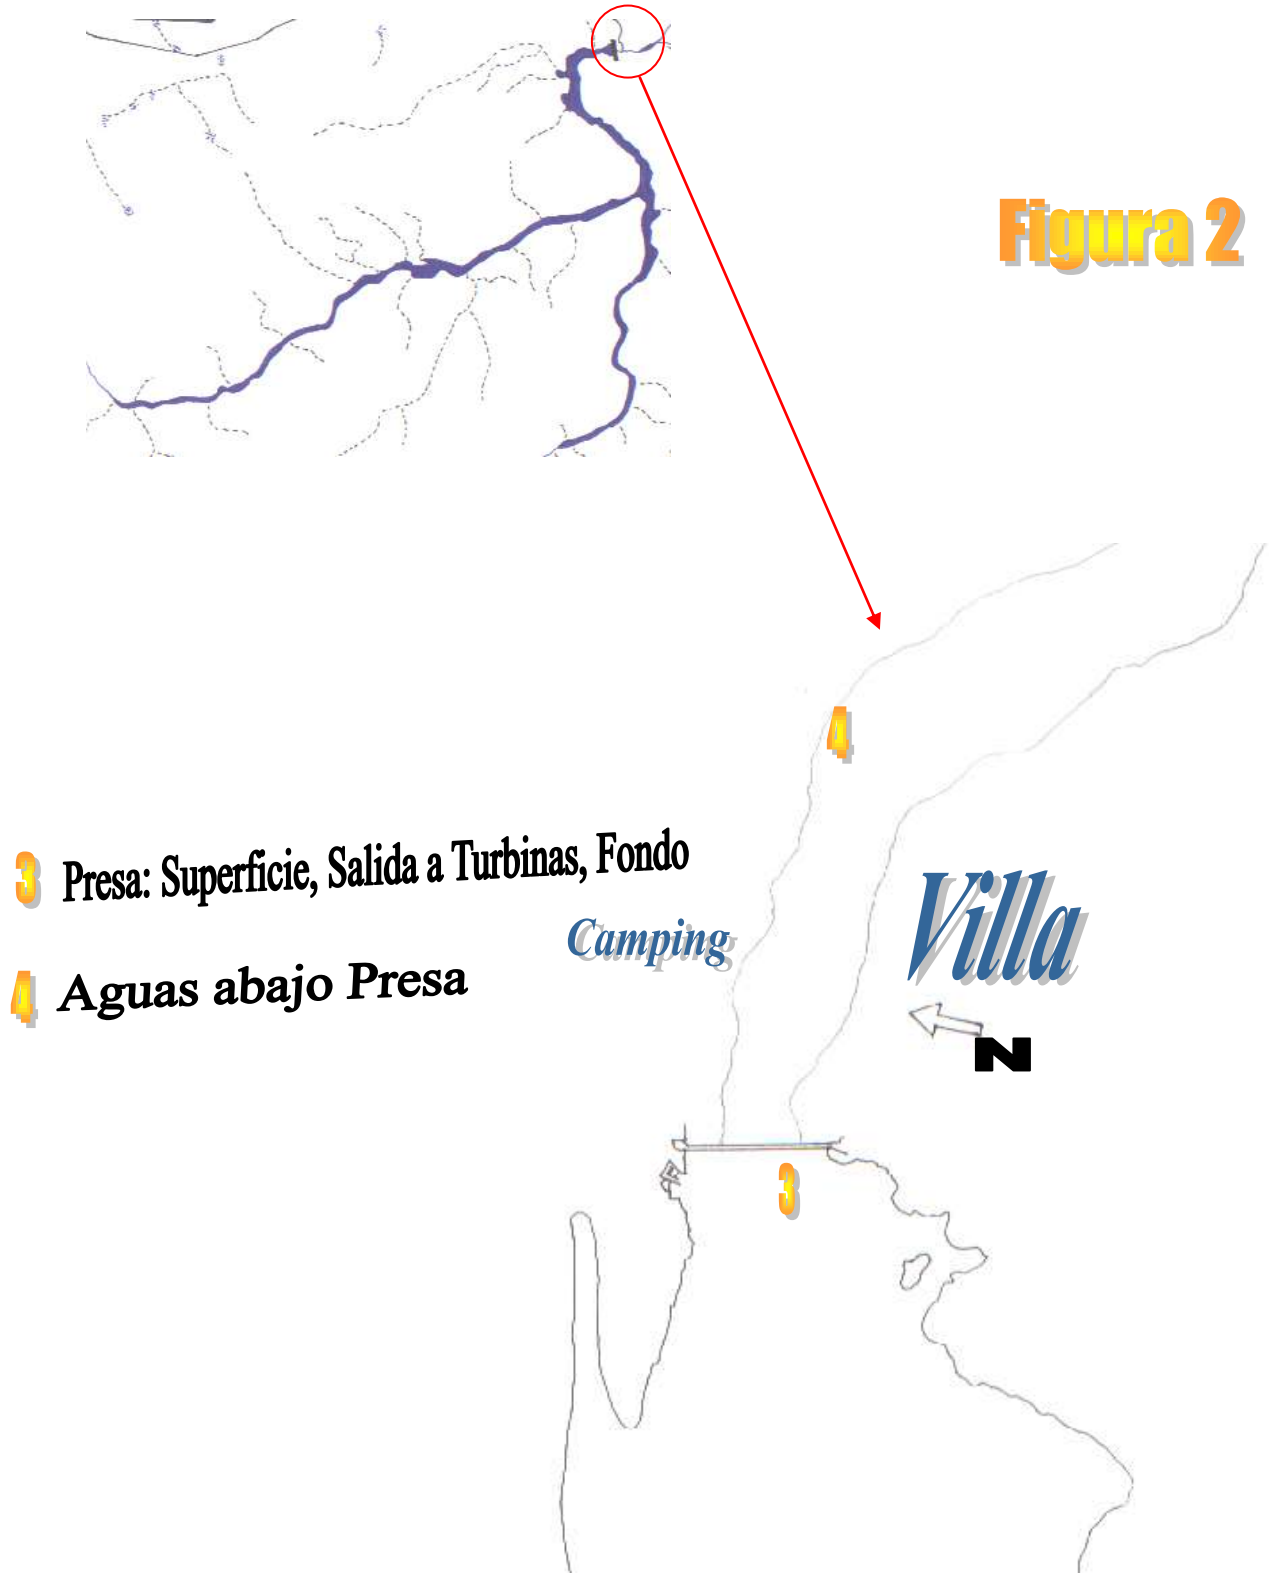 Figura 2
4
3 Presa: Superficie, Salida a Turbinas, Fondo
Villa
Camping
4 Aguas abajo Presa
N
3